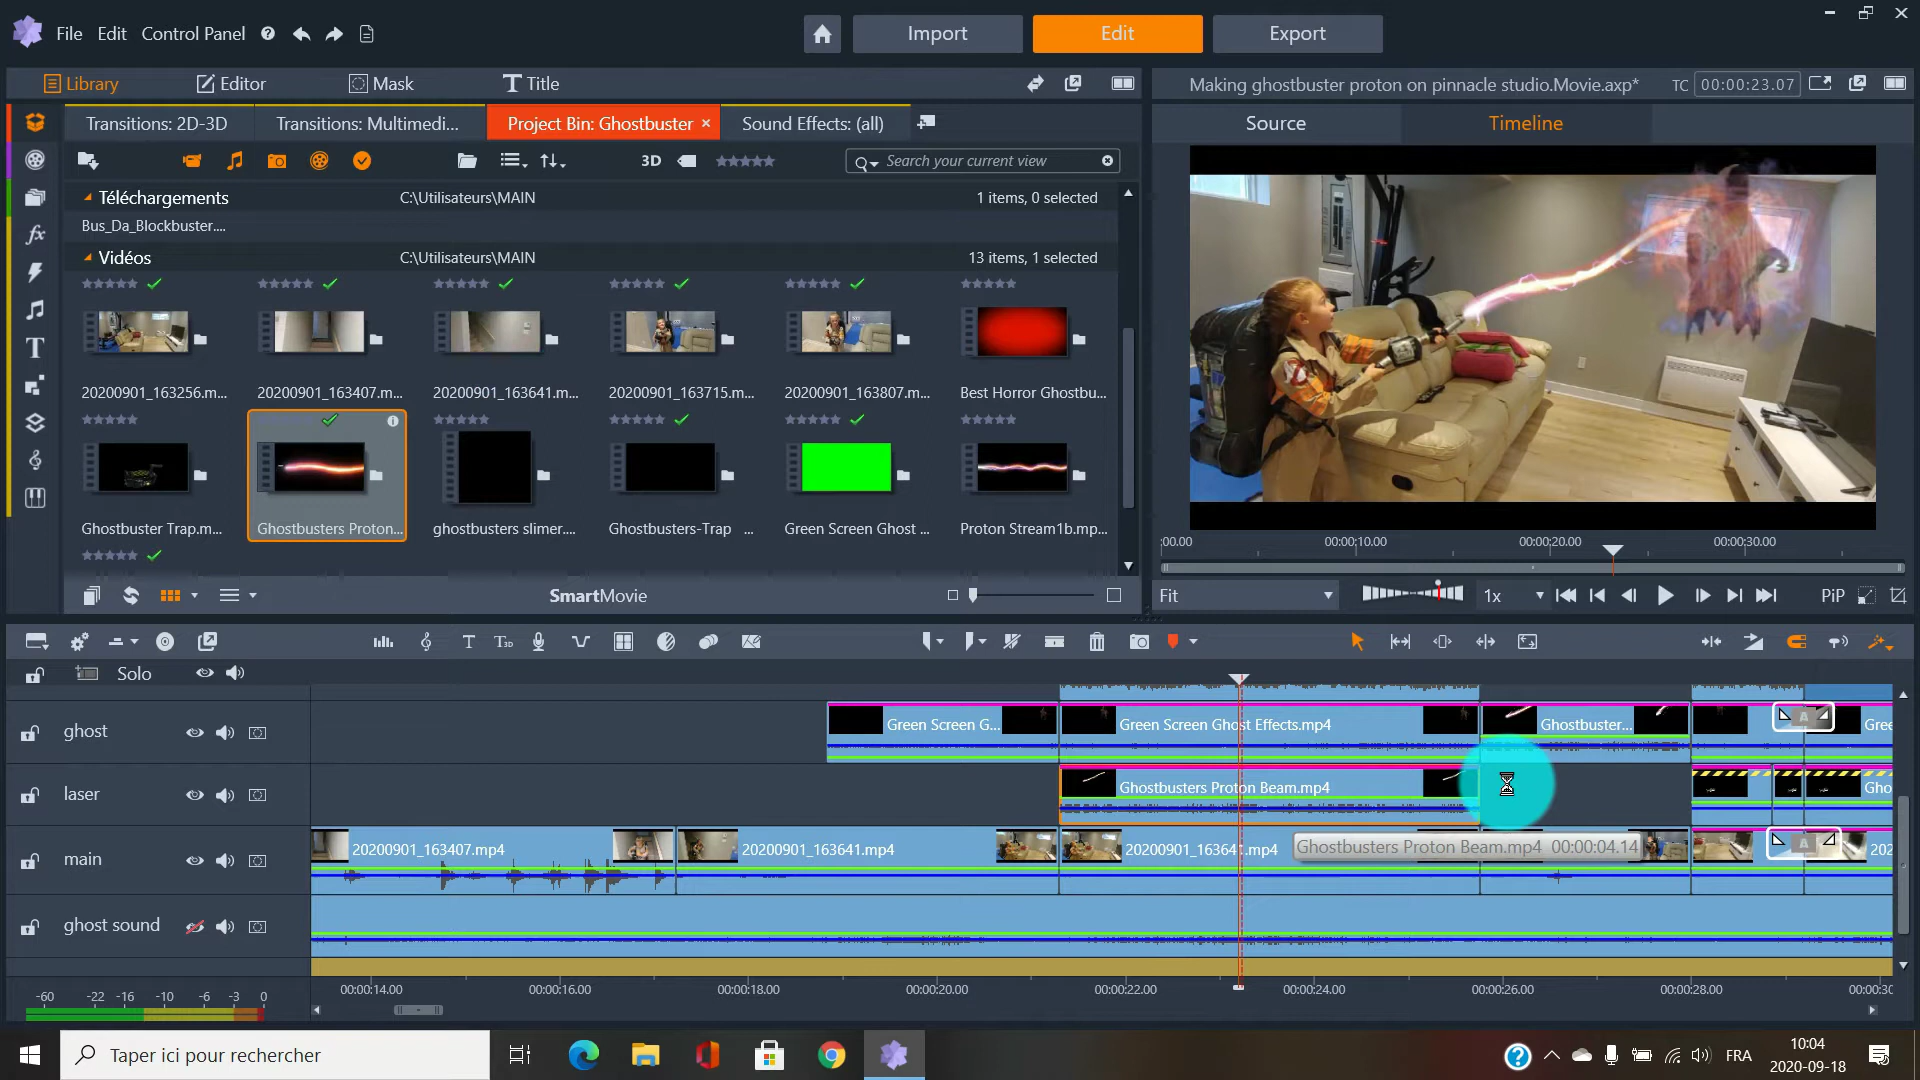 File Edit Control Panel
Import Edit Export
Library Editor Mask Title
Making ghostbuster proton on pinnacle studio.Movie.axp* TC 00:00:23.07
Transitions: 2D-3D Transitions: Multimedi... Project Bin: Ghostbuster × Sound Effects: (all)
Source Timeline
3D Search your current view
Téléchargements C:\Utilisateurs\MAIN 1 items, 0 selected
Bus_Da_Blockbuster....
Vidéos C:\Utilisateurs\MAIN 13 items, 1 selected
20200901_163256.m... 20200901_163407.m... 20200901_163641.m... 20200901_163715.m... 20200901_163807.m... Best Horror Ghostbu...
Ghostbuster Trap.m... Ghostbusters Proton... ghostbusters slimer.... Ghostbusters-Trap ... Green Screen Ghost ... Proton Stream1b.mp...
:00.00 00:00:10.00 00:00:20.00 00:00:30.00
SmartMovie
Fit 1x PiP
Solo
ghost Green Screen G... Green Screen Ghost Effects.mp4 Ghostbuster... A Gree
laser Ghostbusters Proton Beam.mp4 Gho
main 20200901_163407.mp4 20200901_163641.mp4 20200901_163641.mp4 A 202
Ghostbusters Proton Beam.mp4 00:00:04.14
ghost sound
-60 -22 -16 -10 -6 -3 0
00:00:14.00 00:00:16.00 00:00:18.00 00:00:20.00 00:00:22.00 00:00:24.00 00:00:26.00 00:00:28.00 00:00:30
Taper ici pour rechercher
FRA
10:04
2020-09-18